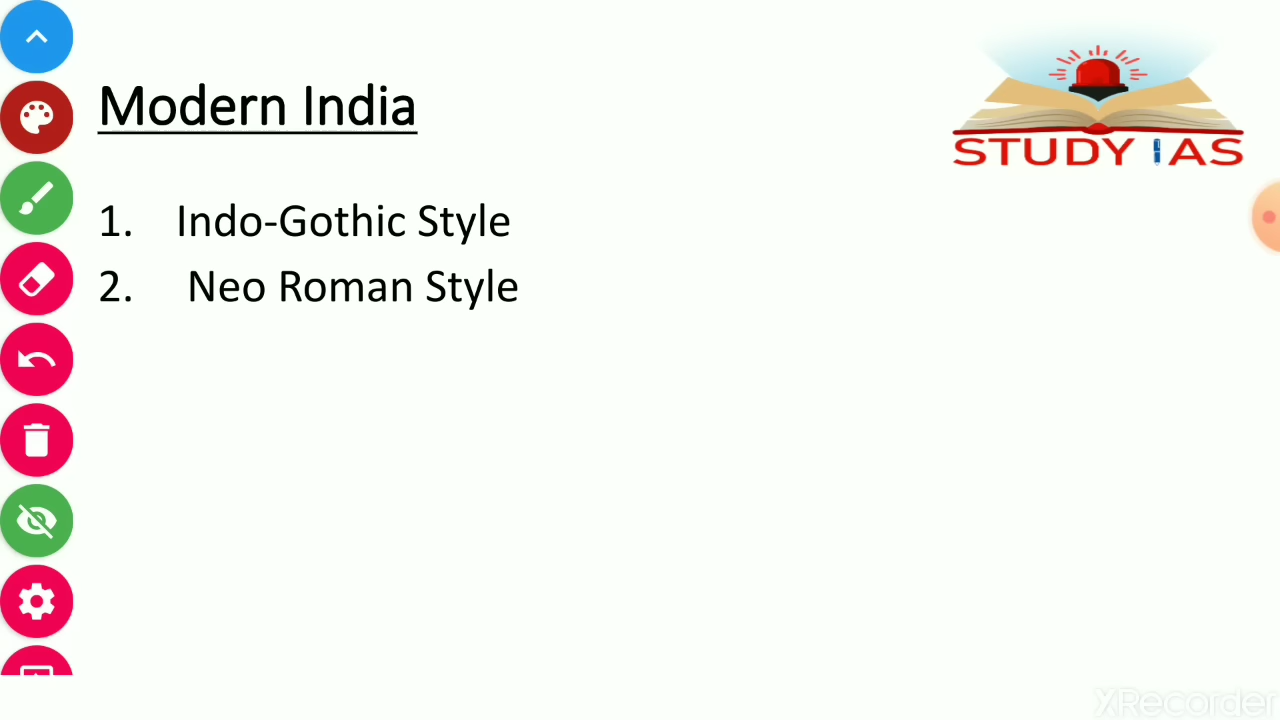 Modern India
STUDY IAS
1. Indo-Gothic Style
2. Neo Roman Style
XRecorder